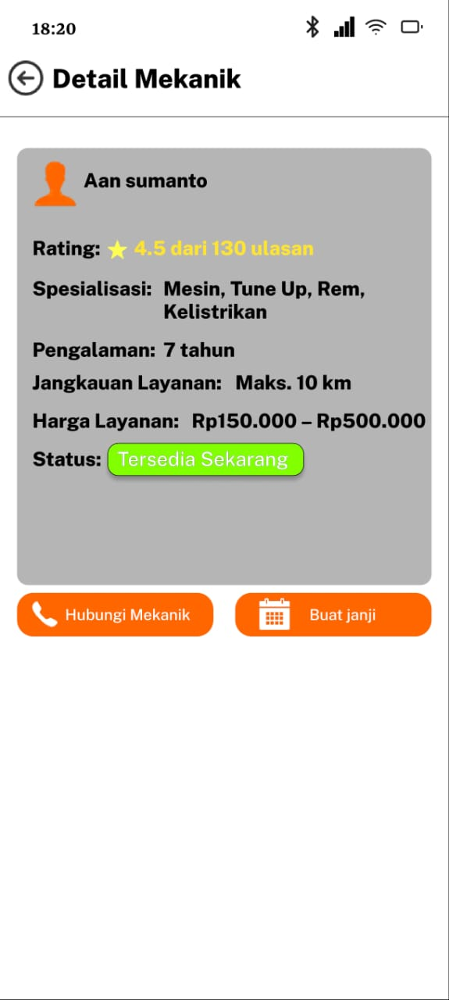 18:20
Detail Mekanik
Aan sumanto
Rating: ⭐ 4.5 dari 130 ulasan
Spesialisasi: Mesin, Tune Up, Rem,
Kelistrikan
Pengalaman: 7 tahun
Jangkauan Layanan: Maks. 10 km
Harga Layanan: Rp150.000 – Rp500.000
Status: Tersedia Sekarang
Hubungi Mekanik
Buat janji